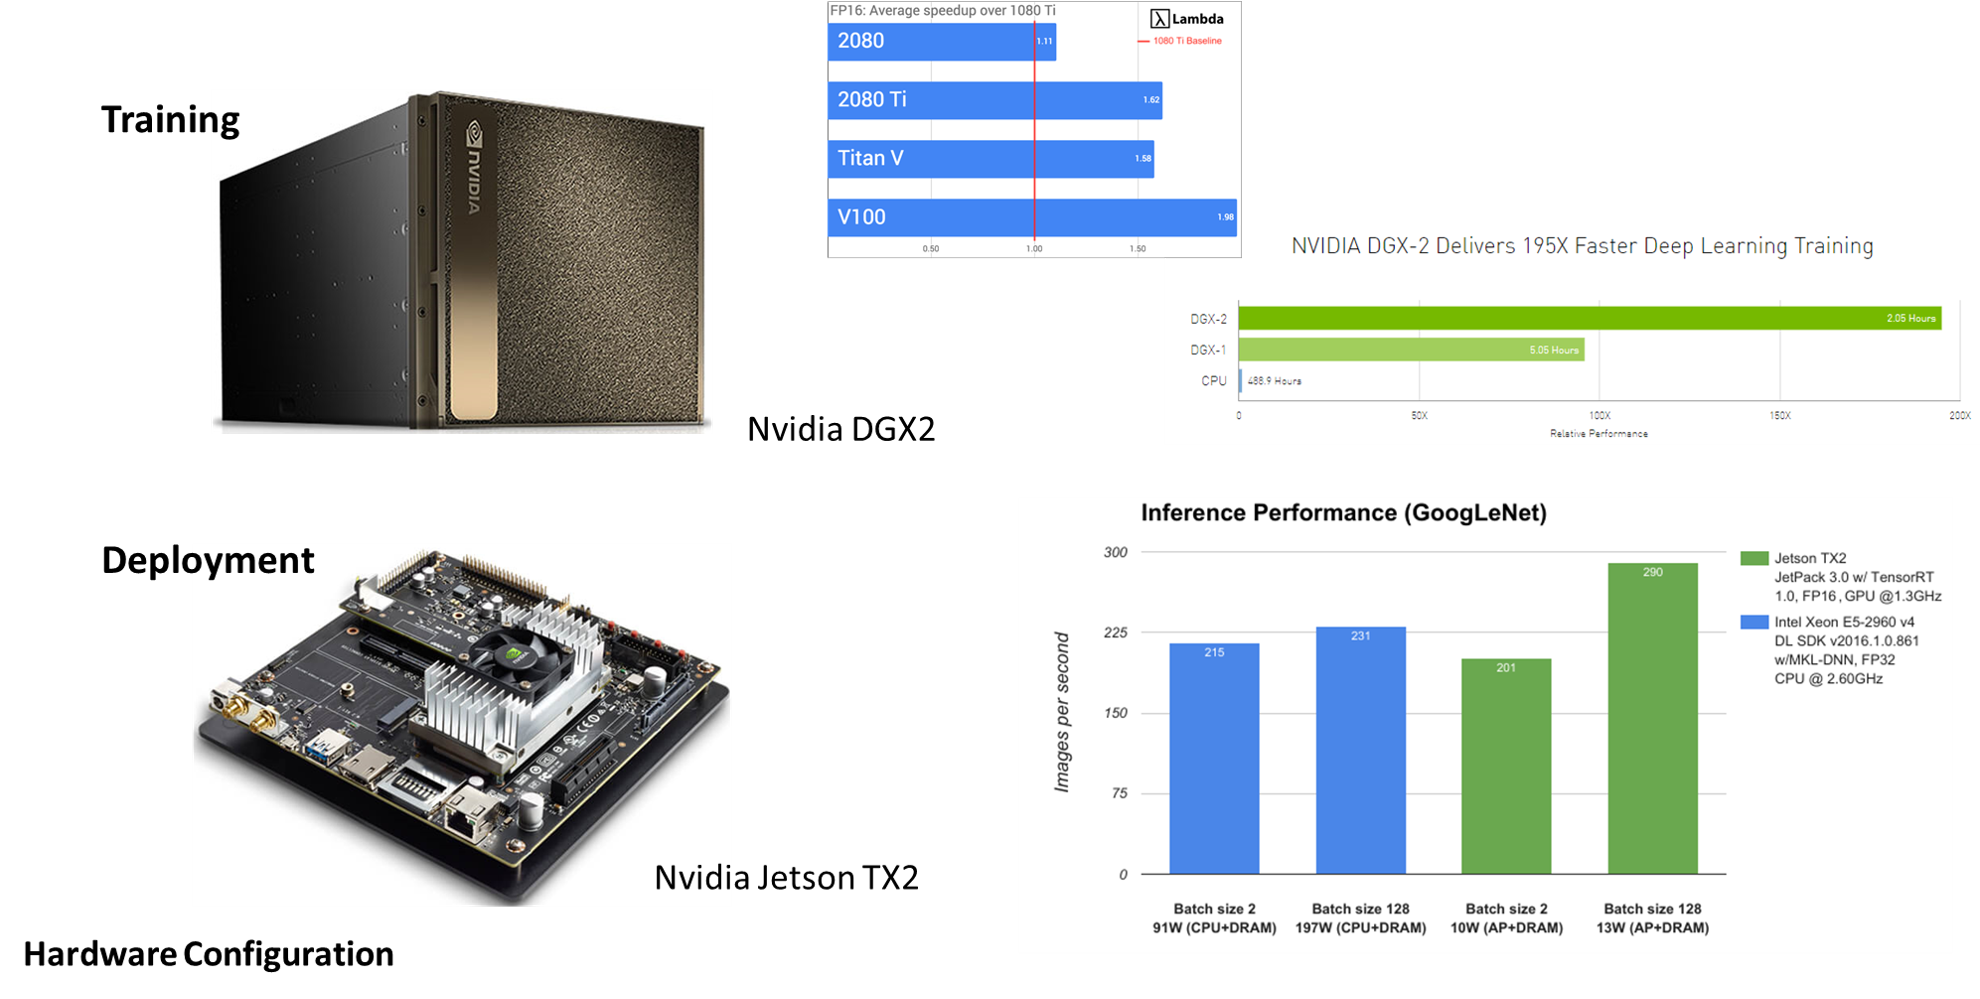 Training
NVIDIA
Nvidia DGX2
FP16: Average speedup over 1080 Ti
Lambda
1080 Ti Baseline
2080
1.11
2080 Ti
1.62
Titan V
1.58
V100
1.98
0.50
1.00
1.50
NVIDIA DGX-2 Delivers 195X Faster Deep Learning Training
DGX-2
2.05 Hours
DGX-1
5.05 Hours
CPU
488.9 Hours
0
50X
100X
150X
200X
Relative Performance
Deployment
Nvidia Jetson TX2
Inference Performance (GoogLeNet)
Images per second
300
225
150
75
0
215
231
201
290
Batch size 2
91W (CPU+DRAM)
Batch size 128
197W (CPU+DRAM)
Batch size 2
10W (AP+DRAM)
Batch size 128
13W (AP+DRAM)
Jetson TX2
JetPack 3.0 w/ TensorRT
1.0, FP16, GPU @1.3GHz
Intel Xeon E5-2960 v4
DL SDK v2016.1.0.861
w/MKL-DNN, FP32
CPU @ 2.60GHz
Hardware Configuration